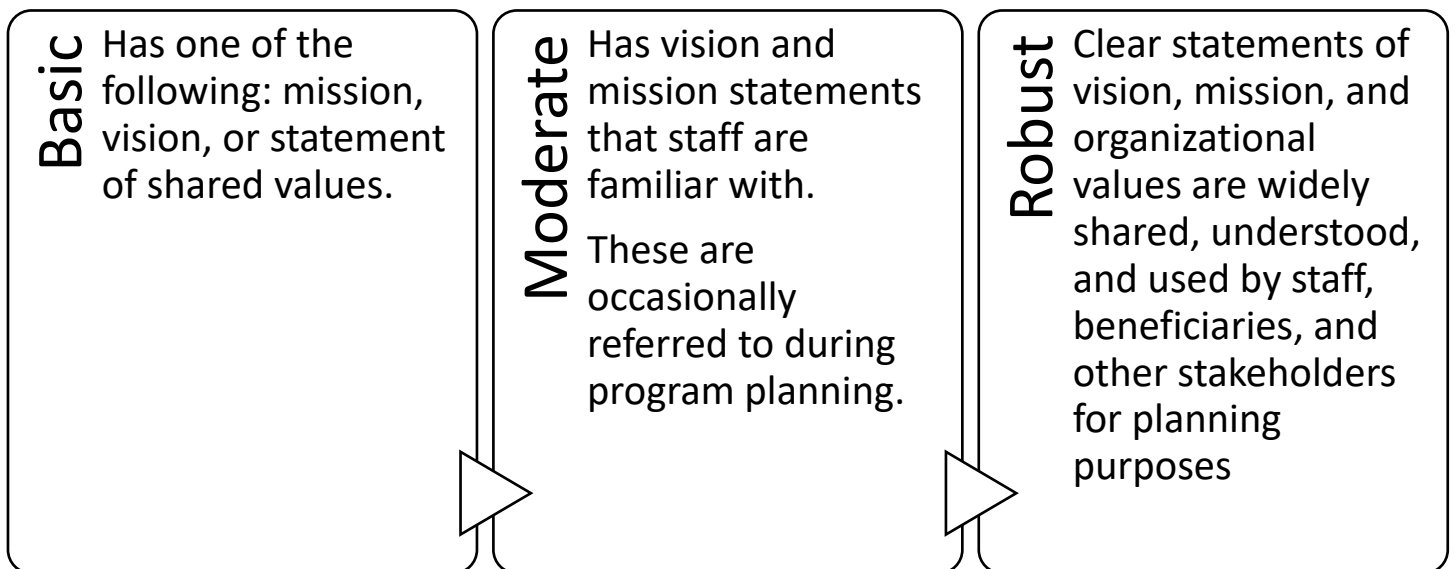 Basic
Has one of the
following: mission,
vision, or statement
of shared values.
Moderate
Has vision and
mission statements
that staff are
familiar with.
These are
occasionally
referred to during
program planning.
Robust
Clear statements of
vision, mission, and
organizational
values are widely
shared, understood,
and used by staff,
beneficiaries, and
other stakeholders
for planning
purposes